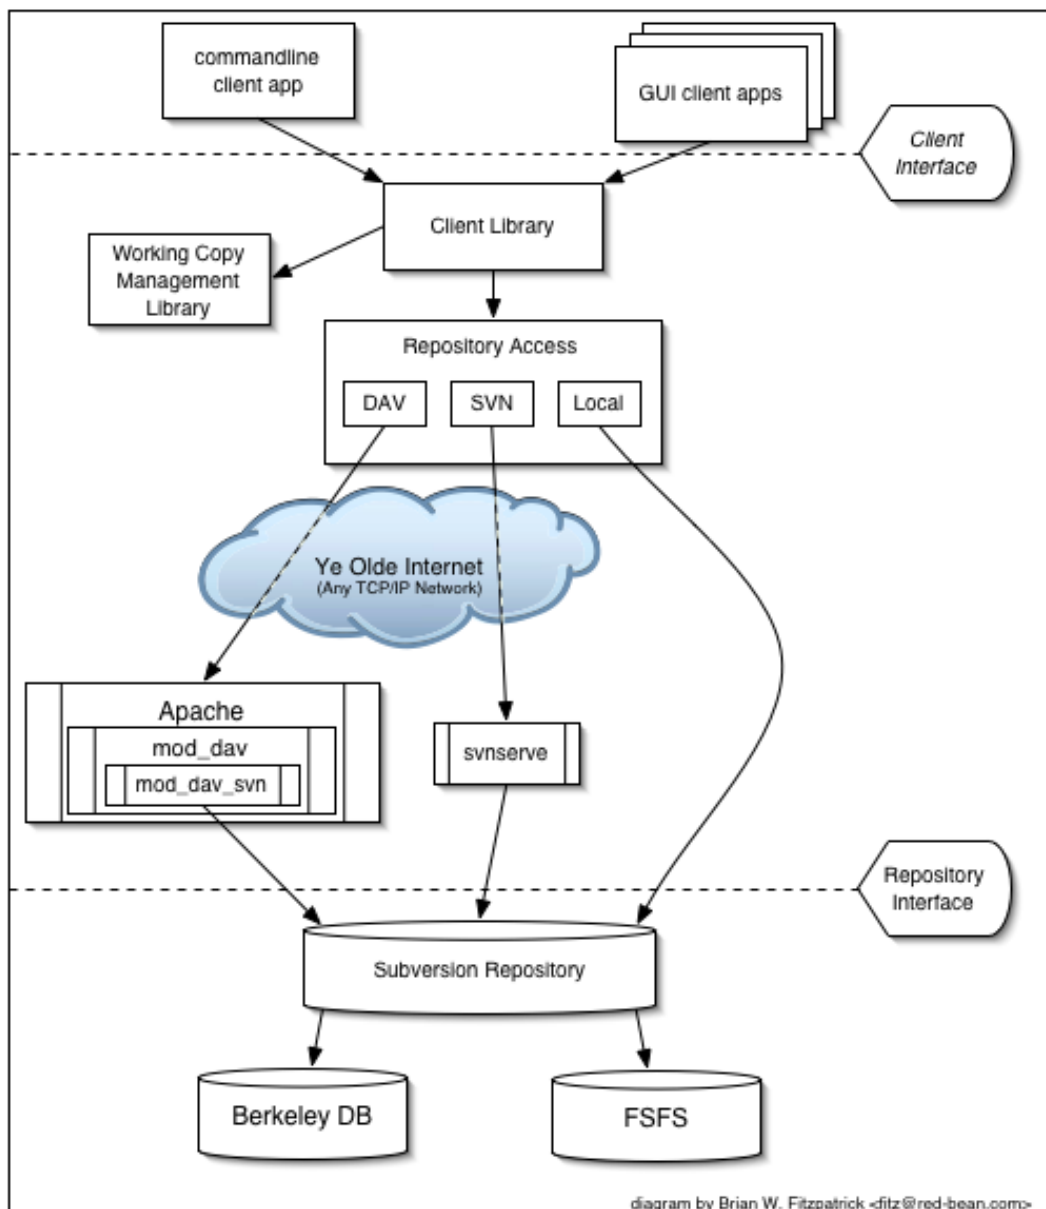 commandline
client app
GUI client apps
Client
Interface
Client Library
Working Copy
Management
Library
Repository Access
DAV
SVN
Local
Ye Olde Internet
(Any TCP/IP Network)
Apache
mod_dav
mod_dav_svn
svnserve
Repository
Interface
Subversion Repository
Berkeley DB
FSFS
diagram by Brian W. Fitzpatrick <fitz@red-bean.com>